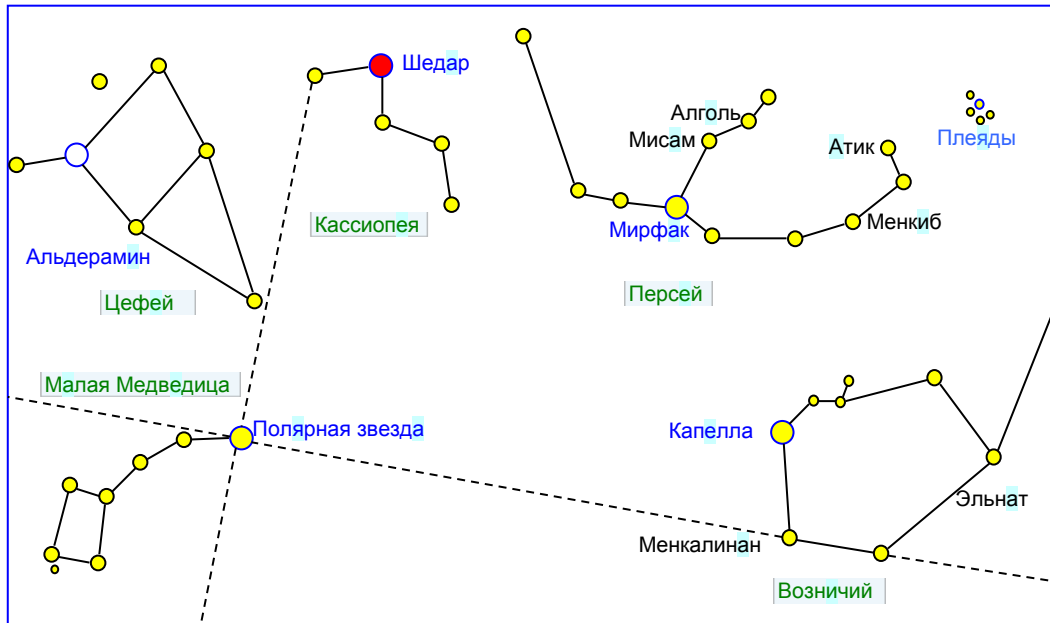 Шедар
Алголь
Мисам
Атик
Плеяды
Кассиопея
Мирфак
Менкиб
Альдерамин
Цефей
Персей
Малая Медведица
Полярная звезда
Капелла
Эльнат
Менкалинан
Возничий